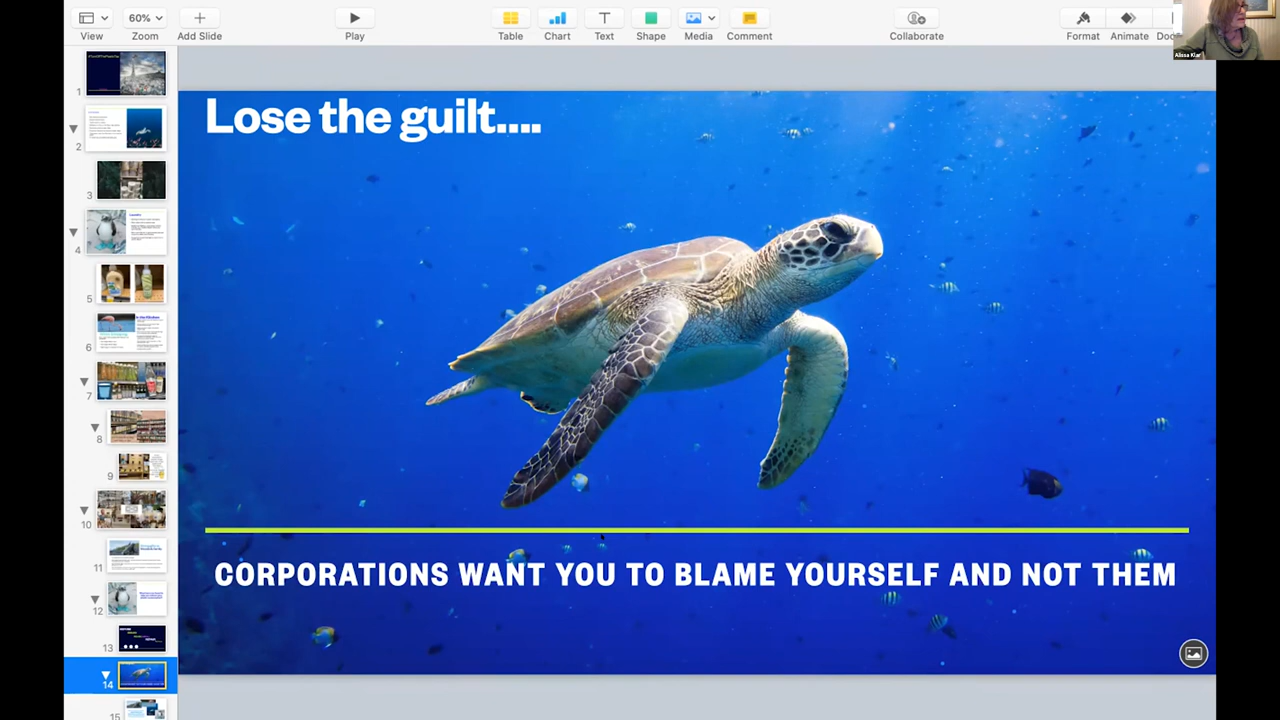 View
60%
Zoom
Add Slide
Play
Table
Chart
Text
Shape
Media
Comment
Collaborate
Format
Animate
Alissa Klar
Lose the guilt...
CORPORATIONS WANT YOU TO BLAME YOURSELF AND NOT THEM
1
2
3
4
5
6
7
8
9
10
11
12
13
14
15